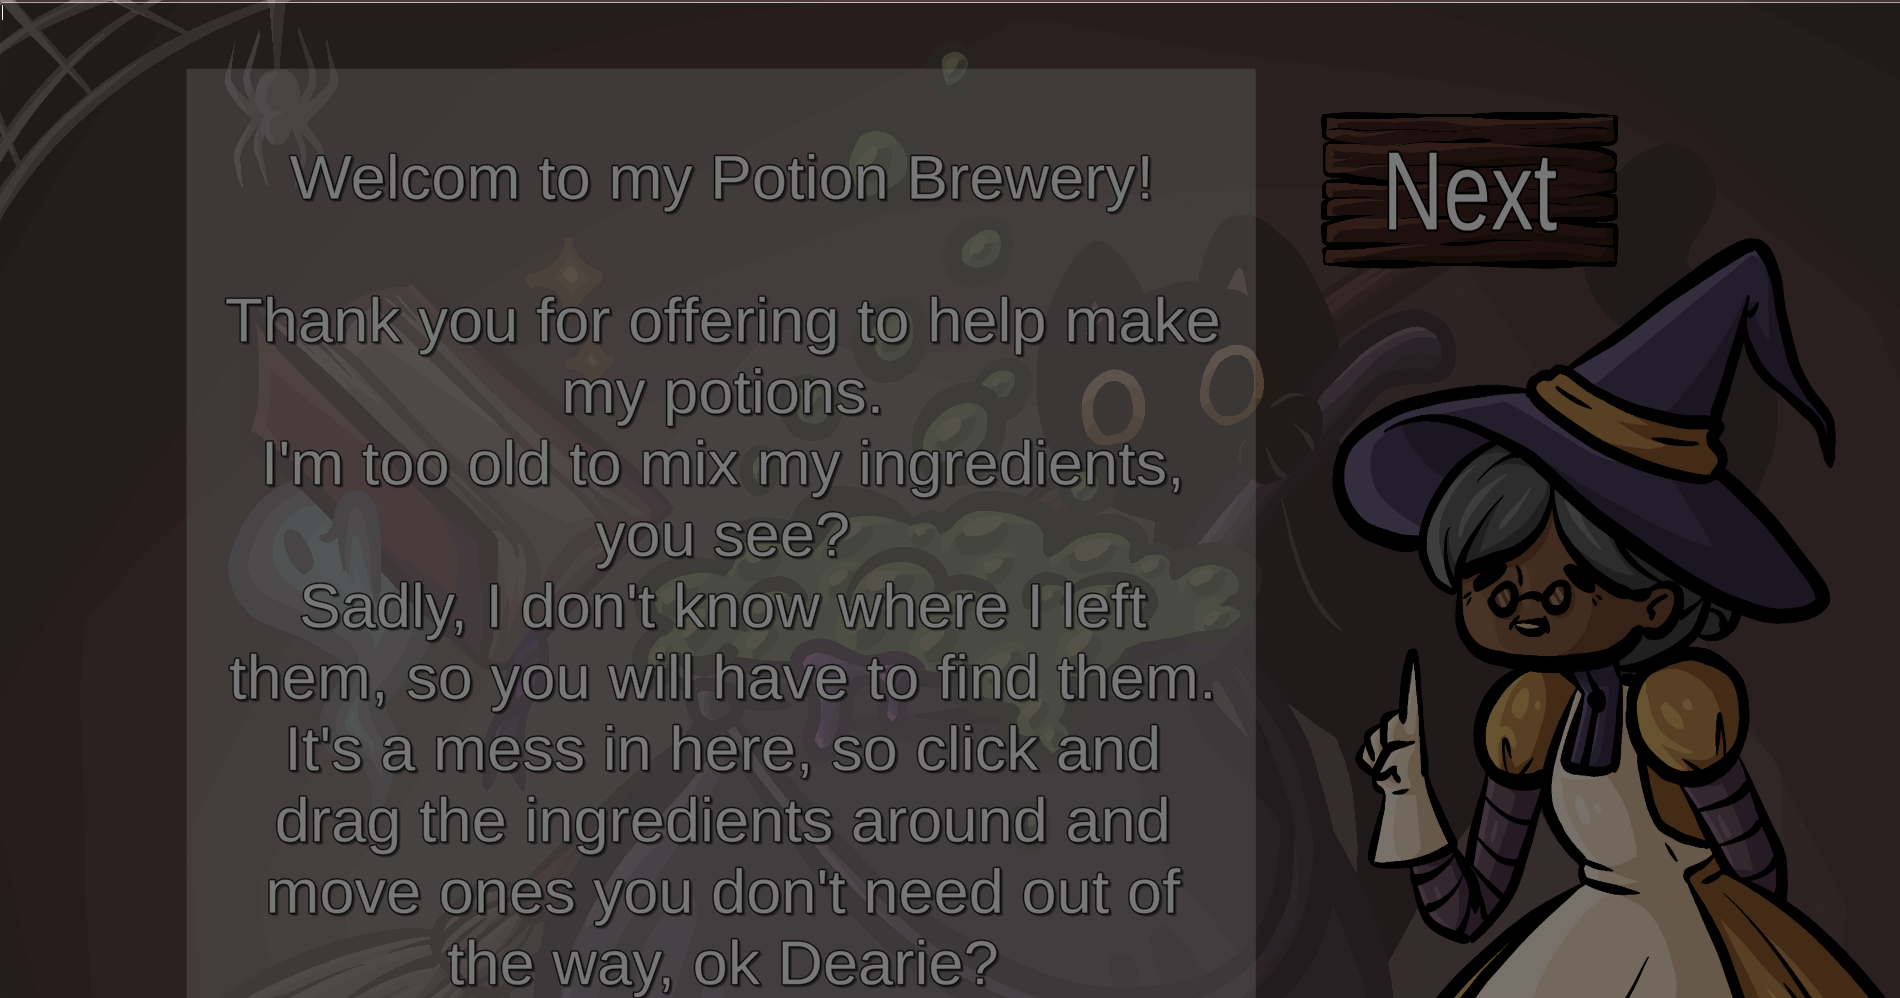 Welcom to my Potion Brewery!
Thank you for offering to help make
my potions.
I'm too old to mix my ingredients,
you see?
Sadly, I don't know where I left
them, so you will have to find them.
It's a mess in here, so click and
drag the ingredients around and
move ones you don't need out of
the way, ok Dearie?
Next